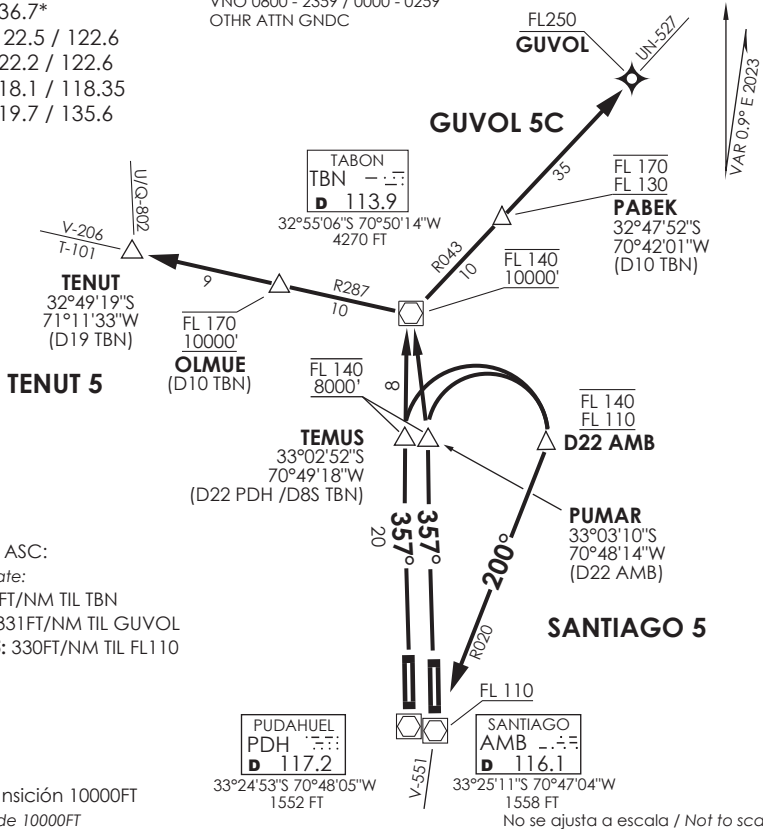 36.7*
22.5 / 122.6
22.2 / 122.6
18.1 / 118.35
19.7 / 135.6
VNO 0800 - 2359 / 0000 - 0259
OTHR ATTN GNDC
FL250
GUVOL
UN-527
VAR 0.9° E 2023
GUVOL 5C
35
TABON
TBN
D 113.9
32°55'06"S 70°50'14"W
4270 FT
FL 170
FL 130
PABEK
32°47'52"S
70°42'01"W
(D10 TBN)
R043
10
FL 140
10000'
U/Q-802
V-206
T-101
TENUT
32°49'19"S
71°11'33"W
(D19 TBN)
9
R287
10
FL 170
10000'
OLMUE
(D10 TBN)
TENUT 5
FL 140
8000'
8
TEMUS
33°02'52"S
70°49'18"W
(D22 PDH /D8S TBN)
FL 140
FL 110
D22 AMB
PUMAR
33°03'10"S
70°48'14"W
(D22 AMB)
357°
20
357°
200°
R020
SANTIAGO 5
ASC:
ate:
FT/NM TIL TBN
331FT/NM TIL GUVOL
: 330FT/NM TIL FL110
FL 110
PUDAHUEL
PDH
D 117.2
33°24'53"S 70°48'05"W
1552 FT
V-551
SANTIAGO
AMB
D 116.1
33°25'11"S 70°47'04"W
1558 FT
nsición 10000FT
de 10000FT
No se ajusta a escala / Not to sca